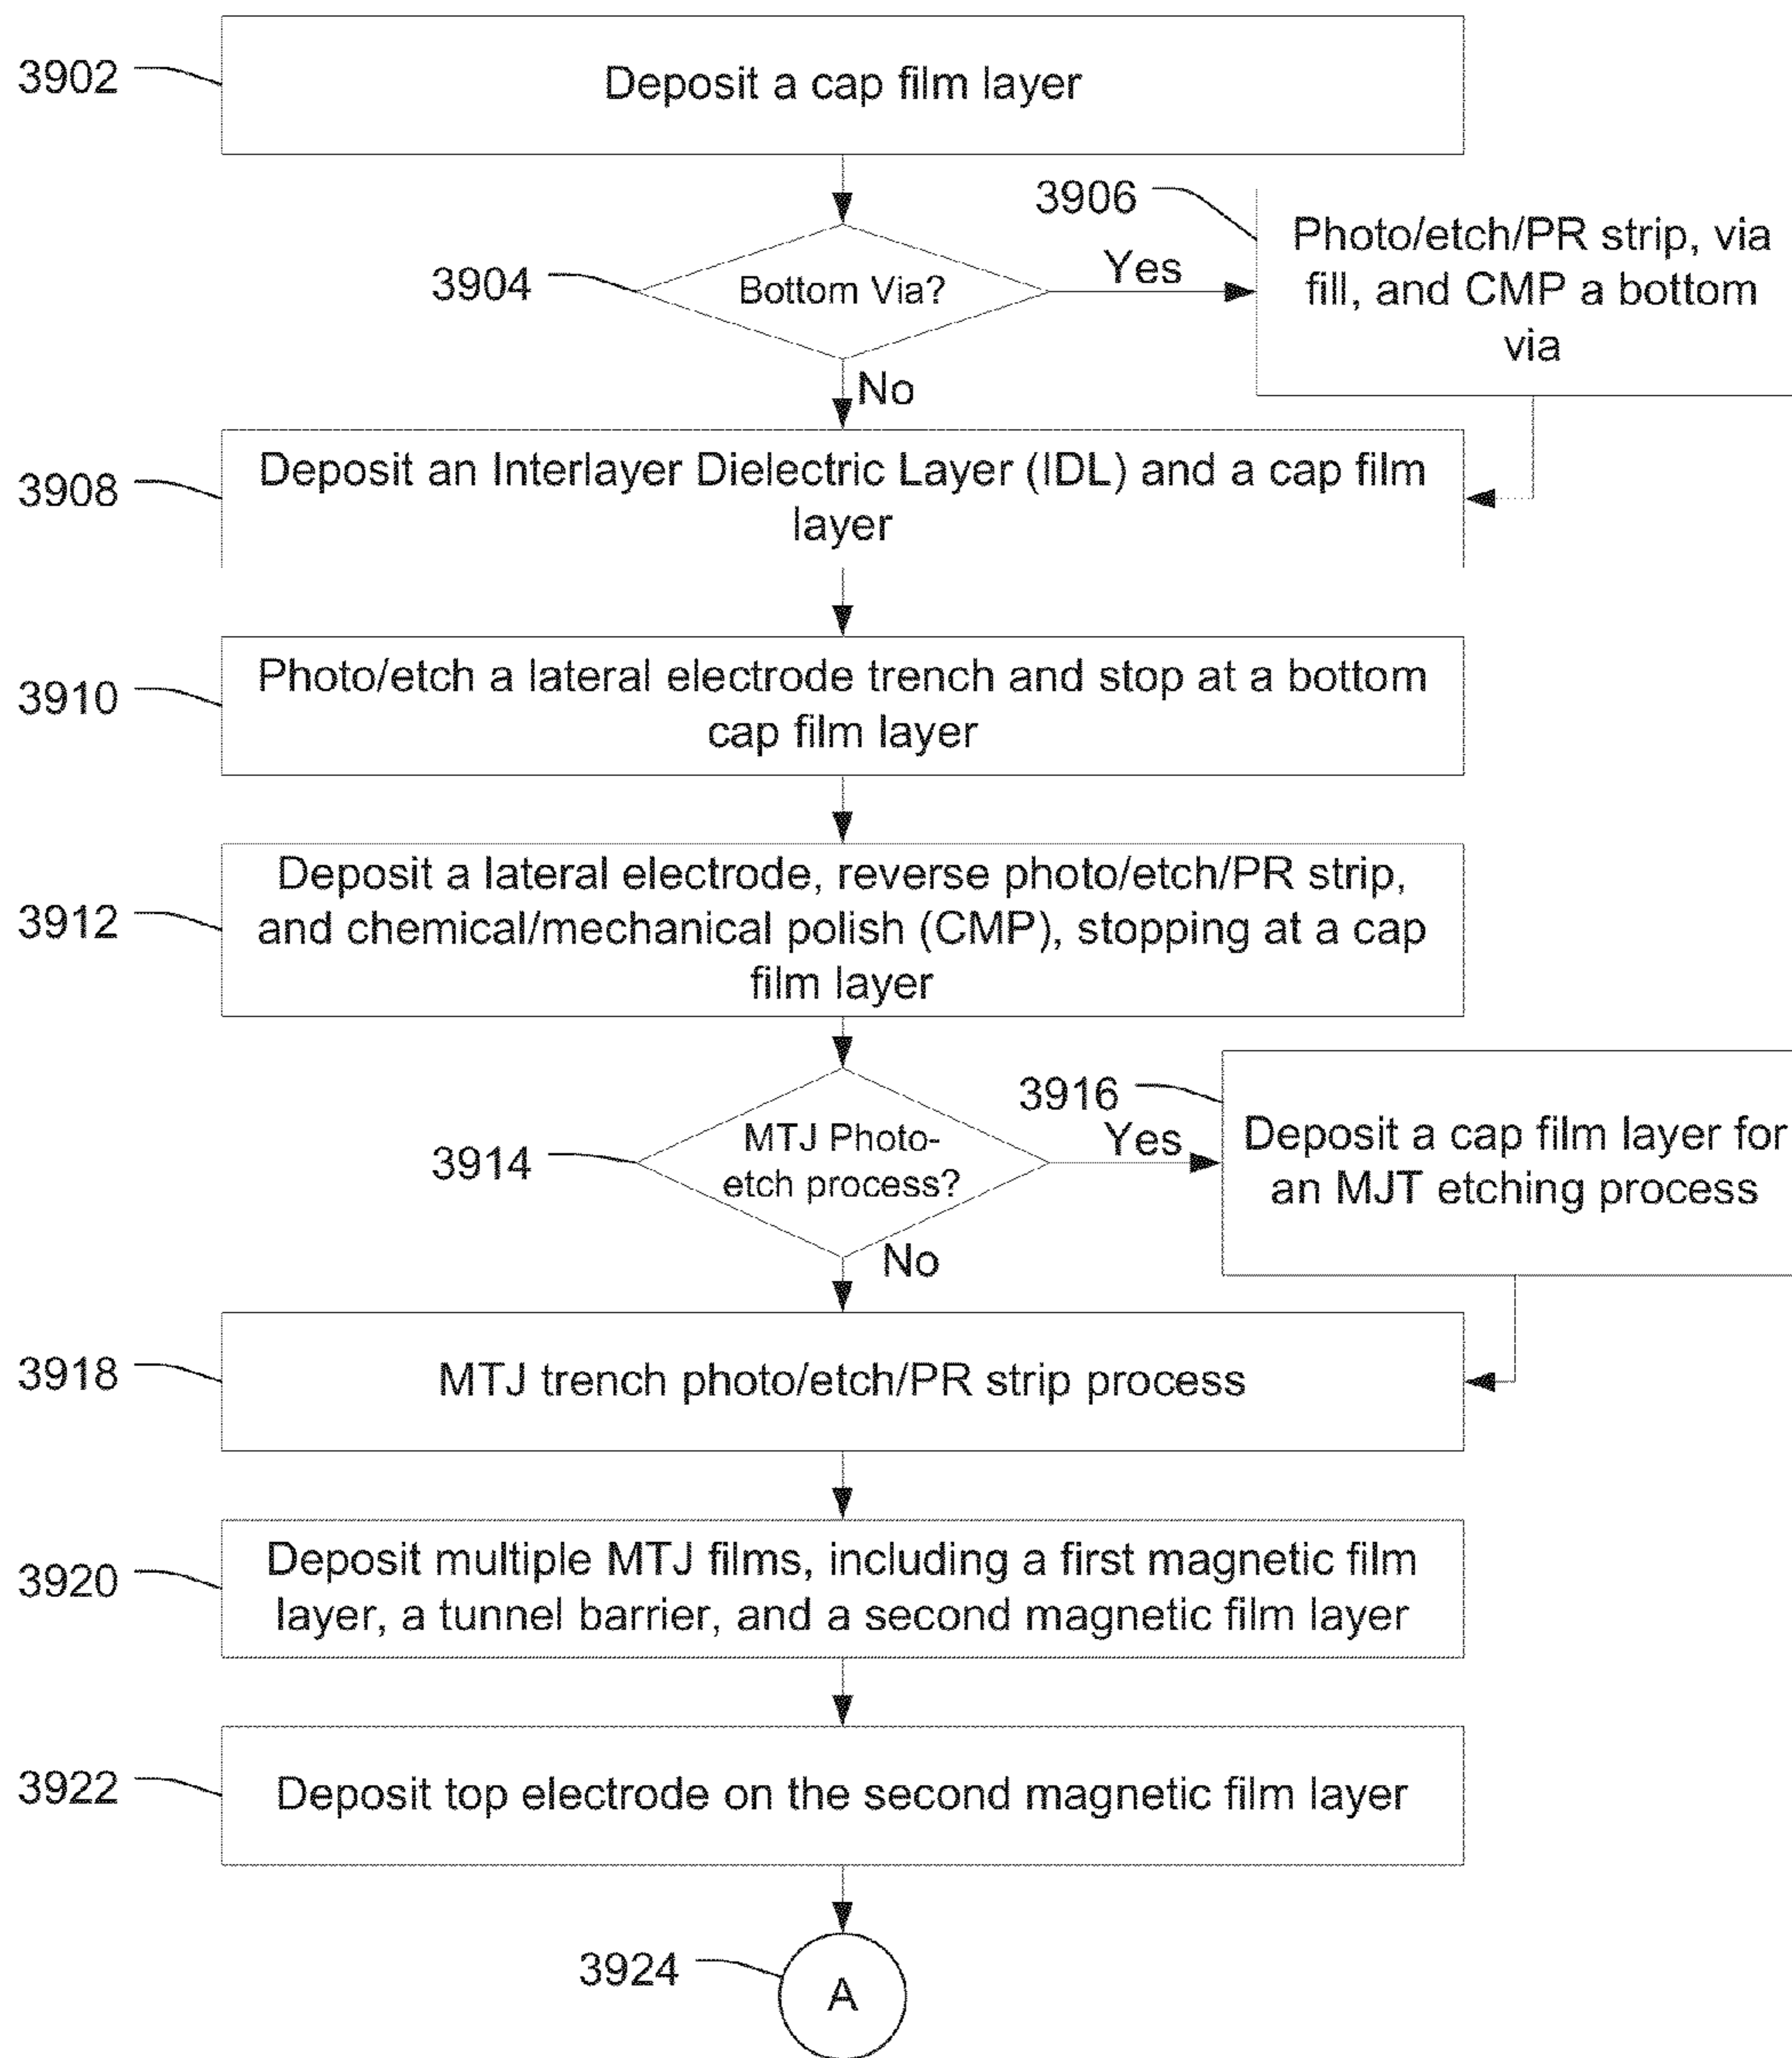 3902
Deposit a cap film layer
3904
Bottom Via?
Yes
No
3906
Photo/etch/PR strip, via
fill, and CMP a bottom
via
3908
Deposit an Interlayer Dielectric Layer (IDL) and a cap film
layer
3910
Photo/etch a lateral electrode trench and stop at a bottom
cap film layer
3912
Deposit a lateral electrode, reverse photo/etch/PR strip,
and chemical/mechanical polish (CMP), stopping at a cap
film layer
3914
MTJ Photo-
etch process?
Yes
No
3916
Deposit a cap film layer for
an MJT etching process
3918
MTJ trench photo/etch/PR strip process
3920
Deposit multiple MTJ films, including a first magnetic film
layer, a tunnel barrier, and a second magnetic film layer
3922
Deposit top electrode on the second magnetic film layer
3924
A